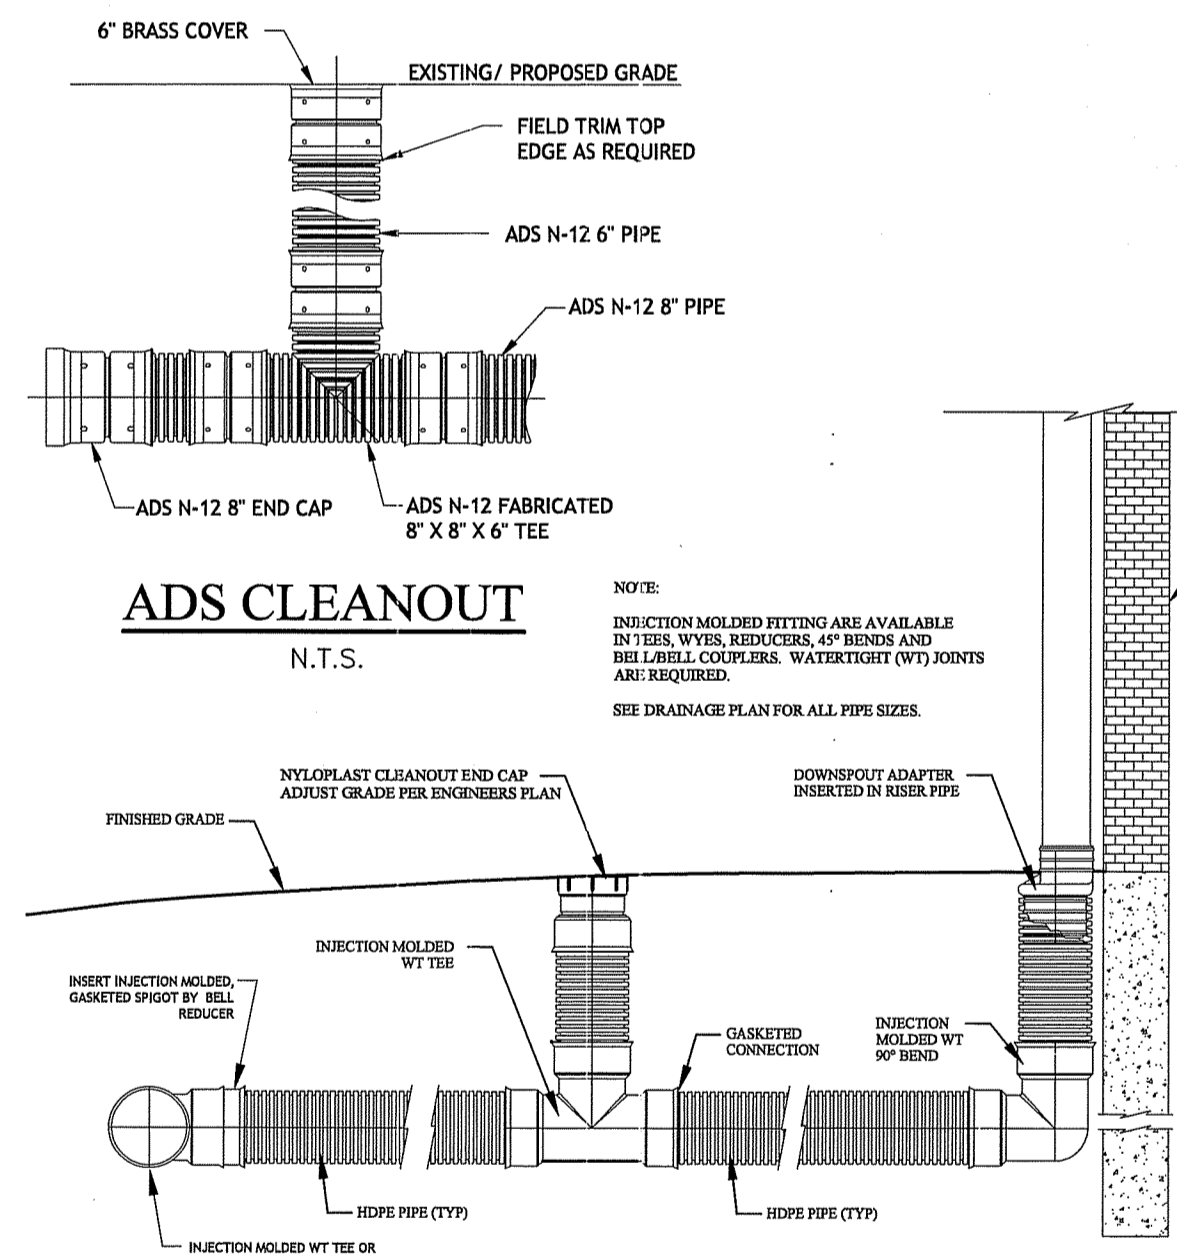 6" BRASS COVER
EXISTING/ PROPOSED GRADE
FIELD TRIM TOP
EDGE AS REQUIRED
ADS N-12 6" PIPE
ADS N-12 8" PIPE
ADS N-12 8" END CAP
ADS N-12 FABRICATED
8" X 8" X 6" TEE
ADS CLEANOUT
N.T.S.
NOTE:
INJECTION MOLDED FITTING ARE AVAILABLE
IN TEES, WYES, REDUCERS, 45° BENDS AND
BELL/BELL COUPLERS. WATERTIGHT (WT) JOINTS
ARE REQUIRED.
SEE DRAINAGE PLAN FOR ALL PIPE SIZES.
NYLOPLAST CLEANOUT END CAP
ADJUST GRADE PER ENGINEERS PLAN
DOWNSPOUT ADAPTER
INSERTED IN RISER PIPE
FINISHED GRADE
INJECTION MOLDED
WT TEE
INSERT INJECTION MOLDED,
GASKETED SPIGOT BY BELL
REDUCER
GASKETED
CONNECTION
INJECTION
MOLDED WT
90° BEND
HDPE PIPE (TYP)
HDPE PIPE (TYP)
INJECTION MOLDED WT TEE OR